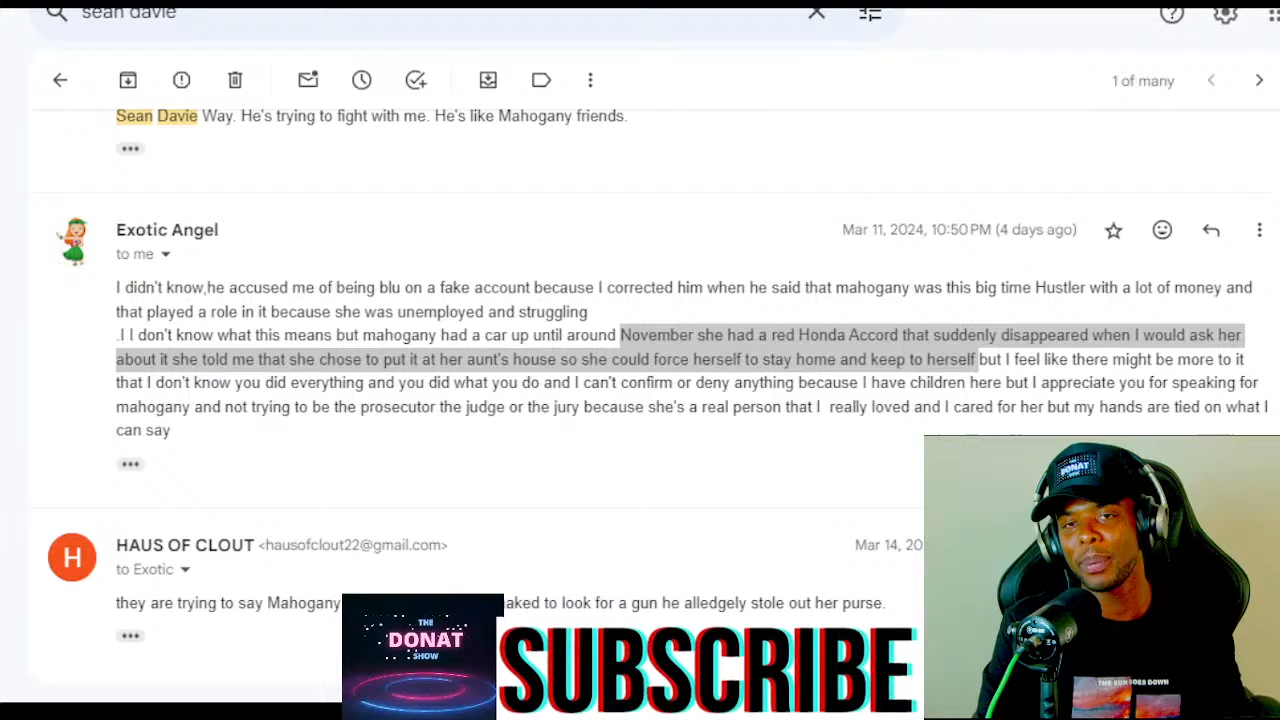 sean davie
1 of many
Sean Davie Way. He's trying to fight with me. He's like Mahogany friends.
Exotic Angel
Mar 11, 2024, 10:50 PM (4 days ago)
to me
I didn't know,he accused me of being blu on a fake account because I corrected him when he said that mahogany was this big time Hustler with a lot of money and
that played a role in it because she was unemployed and struggling
.I I don't know what this means but mahogany had a car up until around November she had a red Honda Accord that suddenly disappeared when I would ask her
about it she told me that she chose to put it at her aunt's house so she could force herself to stay home and keep to herself but I feel like there might be more to it
that I don't know you did everything and you did what you do and I can't confirm or deny anything because I have children here but I appreciate you for speaking for
mahogany and not trying to be the prosecutor the judge or the jury because she's a real person that I really loved and I cared for her but my hands are tied on what I
can say
H
HAUS OF CLOUT <hausofclout22@gmail.com>
Mar 14, 20
to Exotic
they are trying to say Mahogany
aked to look for a gun he alledgely stole out her purse.
THE
DONAT
SHOW
SUBSCRIBE
THE
DONAT
THE SUN GOES DOWN